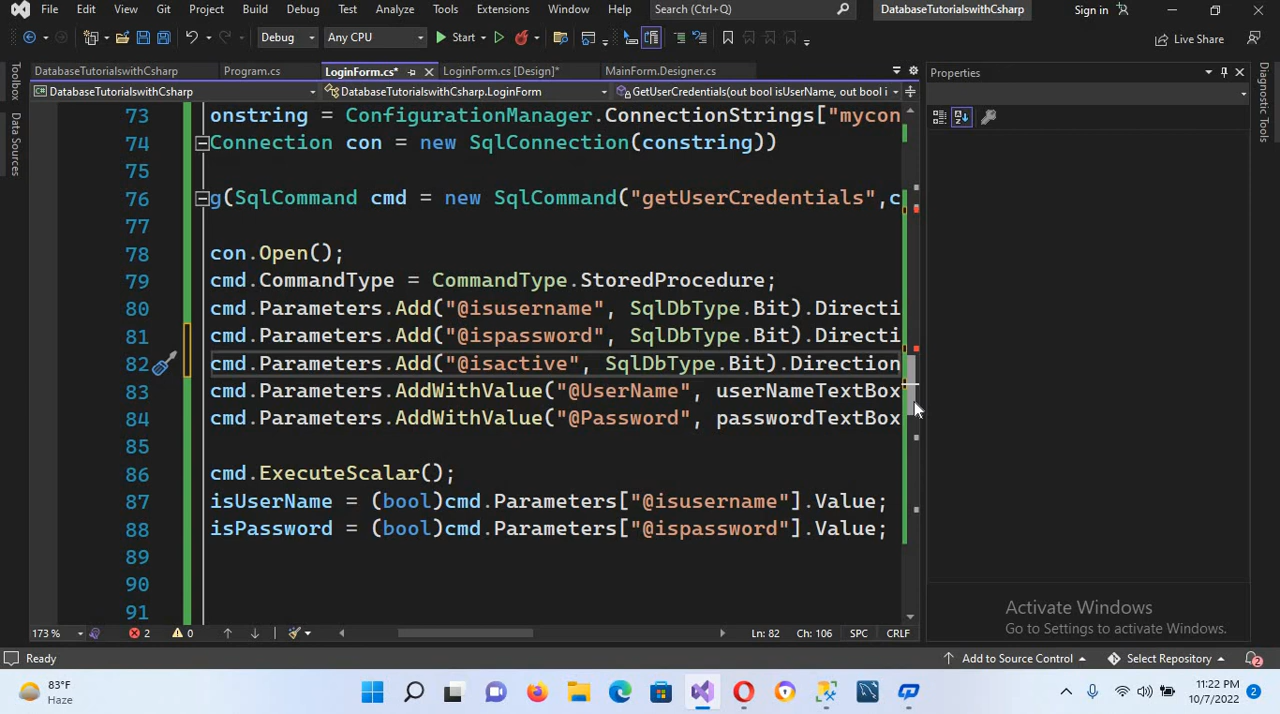 File Edit View Git Project Build Debug Test Analyze Tools Extensions Window Help Search (Ctrl+Q) DatabaseTutorialswithCsharp Sign in
Debug Any CPU Start Live Share
DatabaseTutorialswithCsharp Program.cs LoginForm.cs* LoginForm.cs [Design]* MainForm.Designer.cs
DatabaseTutorialswithCsharp DatabaseTutorialswithCsharp.LoginForm GetUserCredentials(out bool isUserName, out bool i
Toolbox
Data Sources
73 onstring = ConfigurationManager.ConnectionStrings["mycon
74 Connection con = new SqlConnection(constring))
75
76 g(SqlCommand cmd = new SqlCommand("getUserCredentials",c
77
78 con.Open();
79 cmd.CommandType = CommandType.StoredProcedure;
80 cmd.Parameters.Add("@isusername", SqlDbType.Bit).Directi
81 cmd.Parameters.Add("@ispassword", SqlDbType.Bit).Directi
82 cmd.Parameters.Add("@isactive", SqlDbType.Bit).Direction
83 cmd.Parameters.AddWithValue("@UserName", userNameTextBox
84 cmd.Parameters.AddWithValue("@Password", passwordTextBox
85
86 cmd.ExecuteScalar();
87 isUserName = (bool)cmd.Parameters["@isusername"].Value;
88 isPassword = (bool)cmd.Parameters["@ispassword"].Value;
89
90
91
173 % 2 0 Ln: 82 Ch: 106 SPC CRLF
Properties
Diagnostic Tools
Activate Windows
Go to Settings to activate Windows.
Ready Add to Source Control Select Repository 2
83°F
Haze
11:22 PM
10/7/2022 2